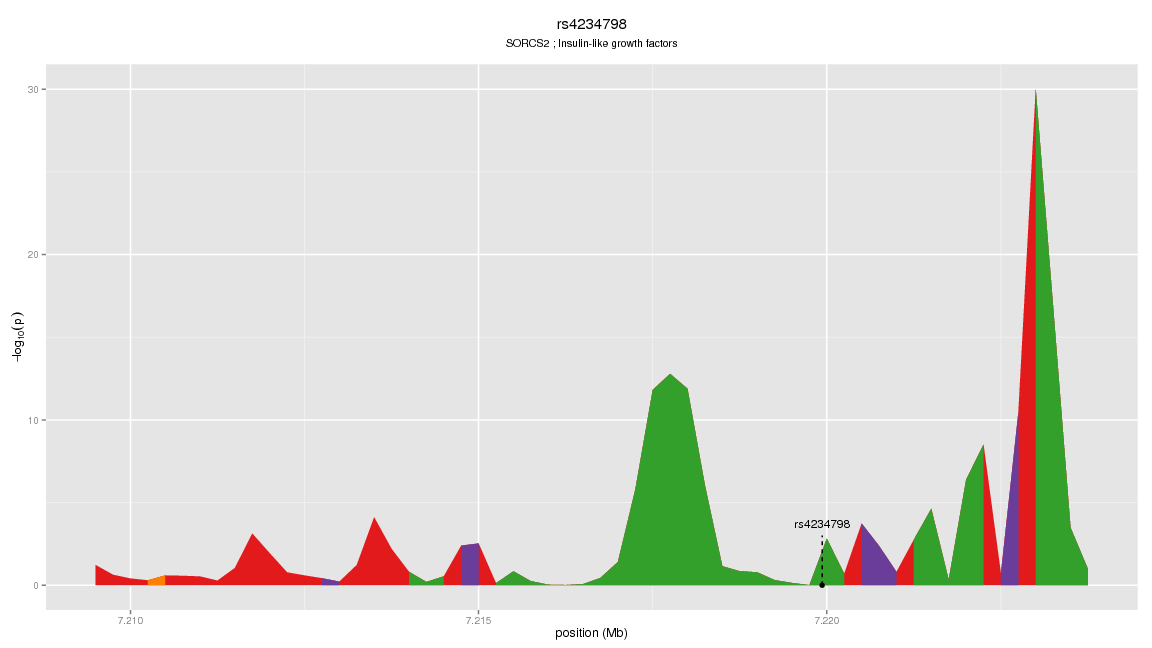 rs4234798
SORCS2 ; Insulin-like growth factors
30
20
10
0
−log10(p)
rs4234798
7.210
7.215
7.220
position (Mb)